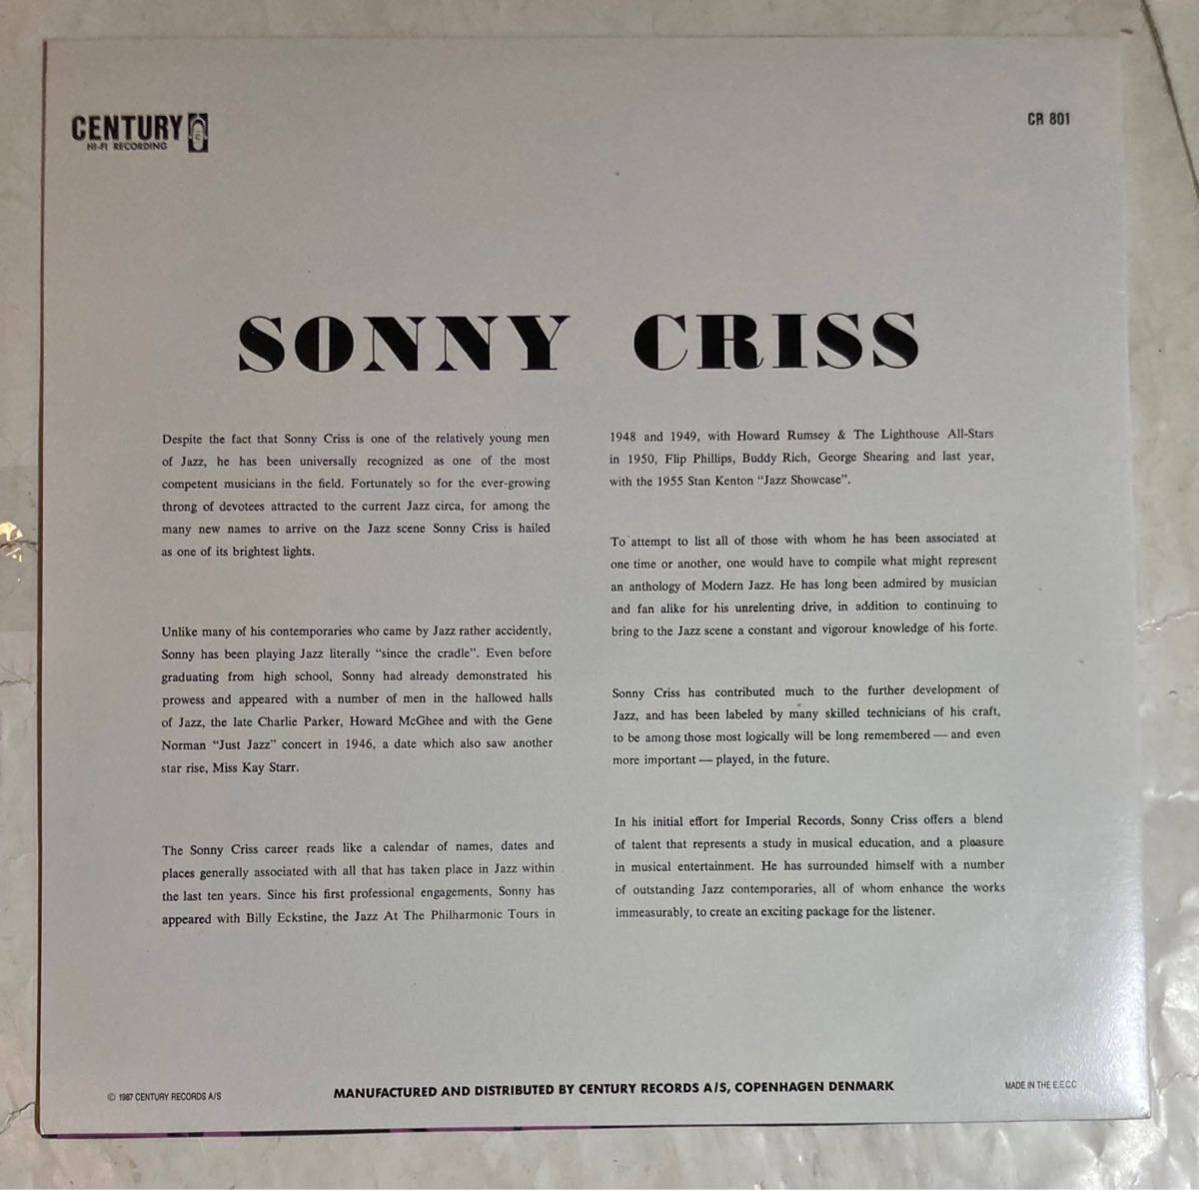 CENTURY
HI-FI RECORDING
CR 801
SONNY CRISS
Despite the fact that Sonny Criss is one of the relatively young men
of Jazz, he has been universally recognized as one of the most
competent musicians in the field. Fortunately so for the ever-growing
throng of devotees attracted to the current Jazz circa, for among the
many new names to arrive on the Jazz scene Sonny Criss is hailed
as one of its brightest lights.
Unlike many of his contemporaries who came by Jazz rather accidently,
Sonny has been playing Jazz literally “since the cradle”. Even before
graduating from high school, Sonny had already demonstrated his
prowess and appeared with a number of men in the hallowed halls
of Jazz, the late Charlie Parker, Howard McGhee and with the Gene
Norman “Just Jazz” concert in 1946, a date which also saw another
star rise, Miss Kay Starr.
The Sonny Criss career reads like a calendar of names, dates and
places generally associated with all that has taken place in Jazz within
the last ten years. Since his first professional engagements, Sonny has
appeared with Billy Eckstine, the Jazz At The Philharmonic Tours in
1948 and 1949, with Howard Rumsey & The Lighthouse All-Stars
in 1950, Flip Phillips, Buddy Rich, George Shearing and last year,
with the 1955 Stan Kenton “Jazz Showcase”.
To attempt to list all of those with whom he has been associated at
one time or another, one would have to compile what might represent
an anthology of Modern Jazz. He has long been admired by musician
and fan alike for his unrelenting drive, in addition to continuing to
bring to the Jazz scene a constant and vigorour knowledge of his forte.
Sonny Criss has contributed much to the further development of
Jazz, and has been labeled by many skilled technicians of his craft,
to be among those most logically will be long remembered — and even
more important — played, in the future.
In his initial effort for Imperial Records, Sonny Criss offers a blend
of talent that represents a study in musical education, and a pleasure
in musical entertainment. He has surrounded himself with a number
of outstanding Jazz contemporaries, all of whom enhance the works
immeasurably, to create an exciting package for the listener.
© 1987 CENTURY RECORDS A/S
MANUFACTURED AND DISTRIBUTED BY CENTURY RECORDS A/S, COPENHAGEN DENMARK
MADE IN THE E.E.C.C